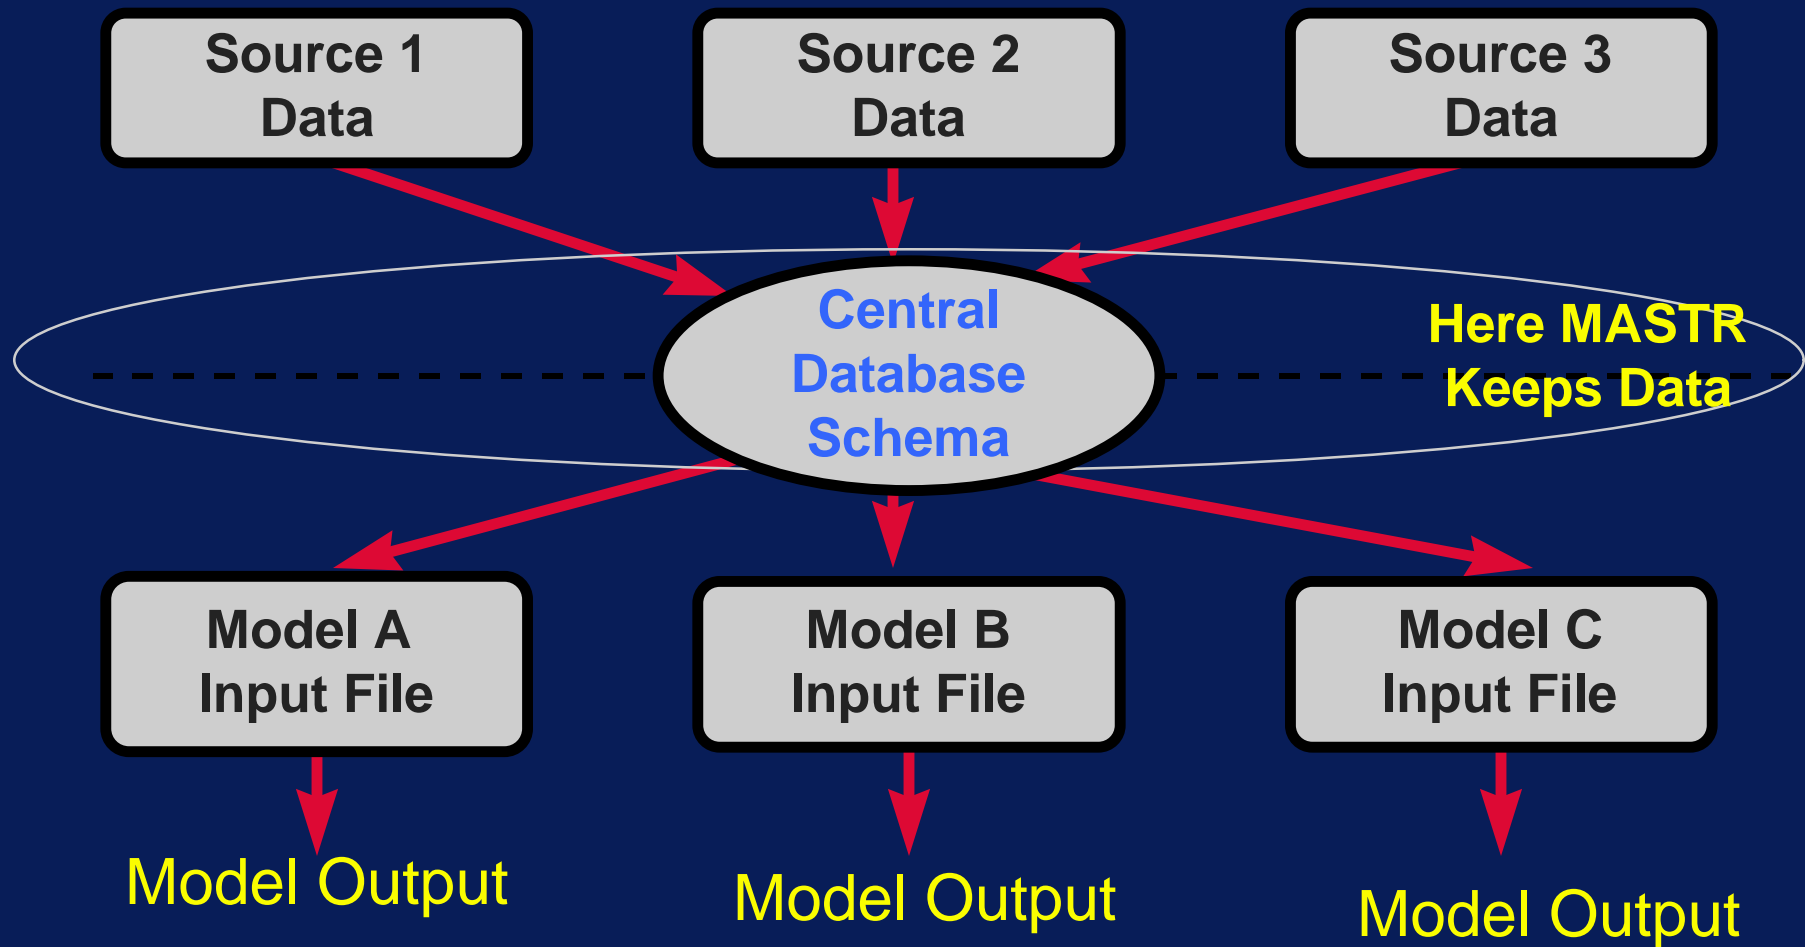 Source 1
Data
Source 2
Data
Source 3
Data
Central
Database
Schema
Here MASTR
Keeps Data
Model A
Input File
Model B
Input File
Model C
Input File
Model Output
Model Output
Model Output